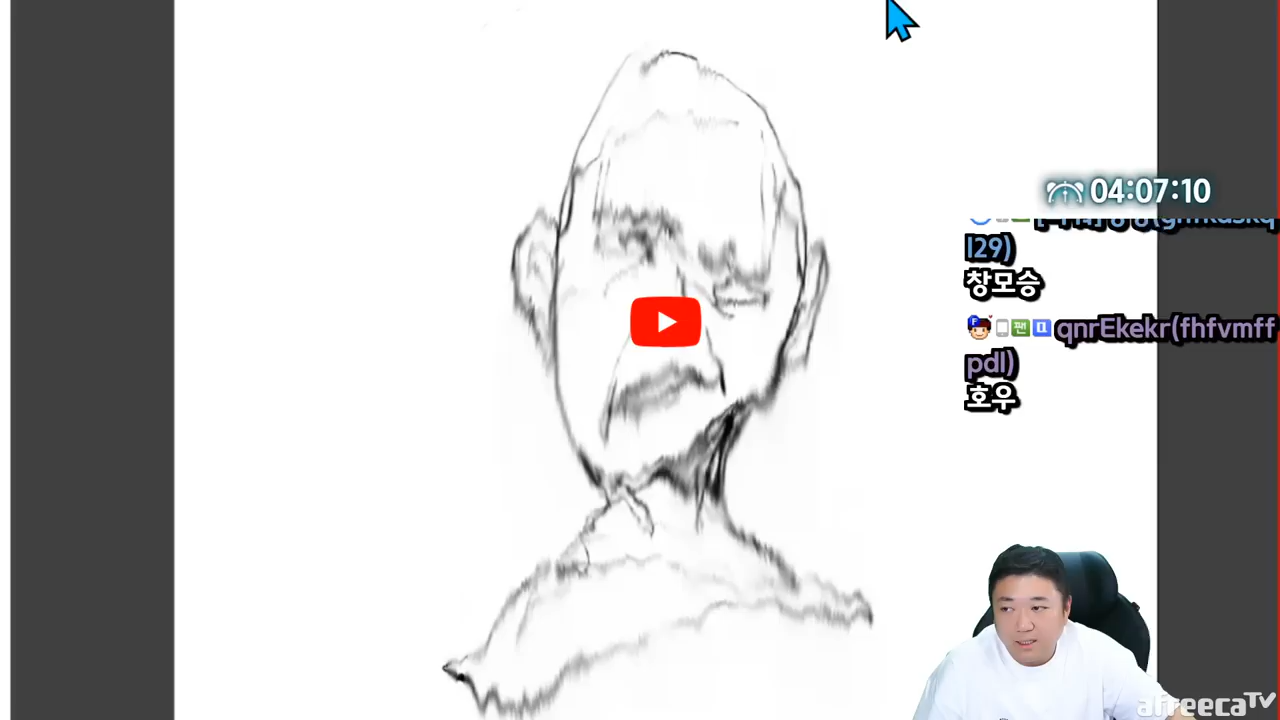 04:07:10
l29)
창모승
qnrEkekr(fhfvmff
pdl)
호우
afreecaTV